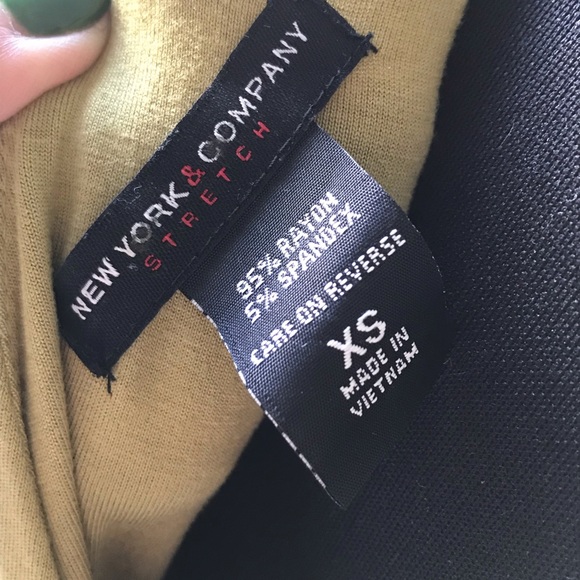 NEW YORK & COMPANY
STRETCH
95% RAYON
5% SPANDEX
CARE ON REVERSE
XS
MADE IN
VIETNAM